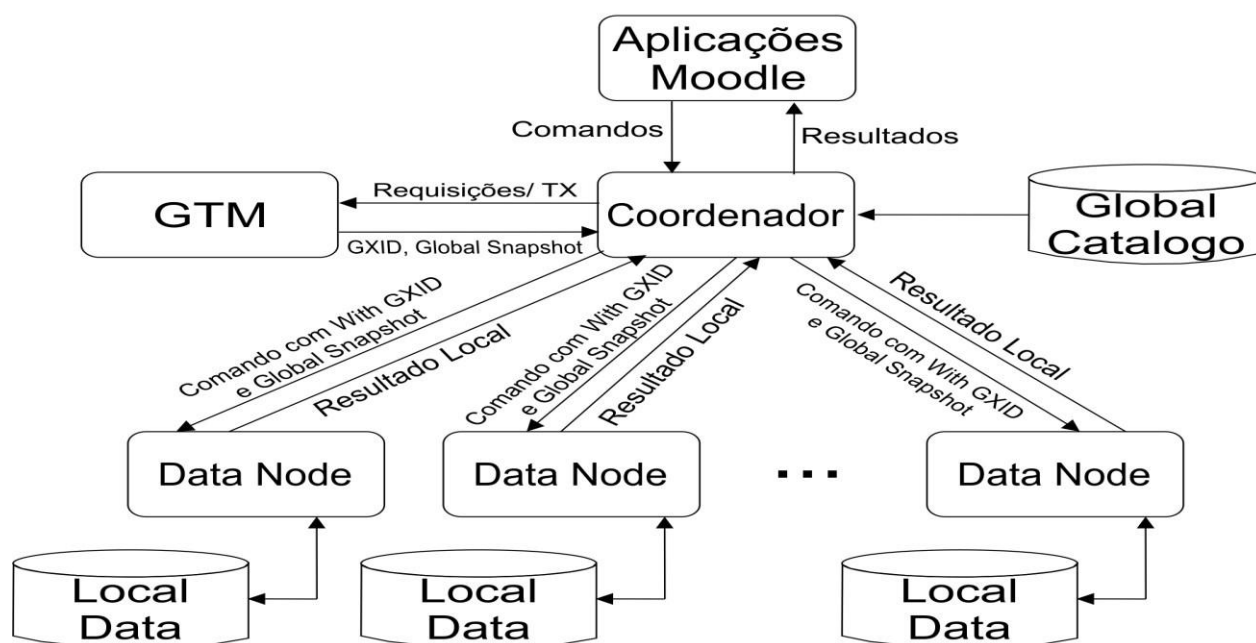 Aplicações
Moodle
Comandos
Resultados
Requisições/ TX
GTM
Coordenador
Global
Catalogo
GXID, Global Snapshot
Comando com With GXID
e Global Snapshot
Resultado Local
Comando com With GXID
e Global Snapshot
Resultado Local
Comando com With GXID
e Global Snapshot
Resultado Local
Data Node
Data Node
...
Data Node
Local
Data
Local
Data
Local
Data